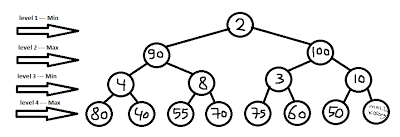 level 1 --- Min
2
level 2 --- Max
90 100
level 3 --- Min
4 8 3 10
level 4 --- Max
80 40 55 70 75 60 50